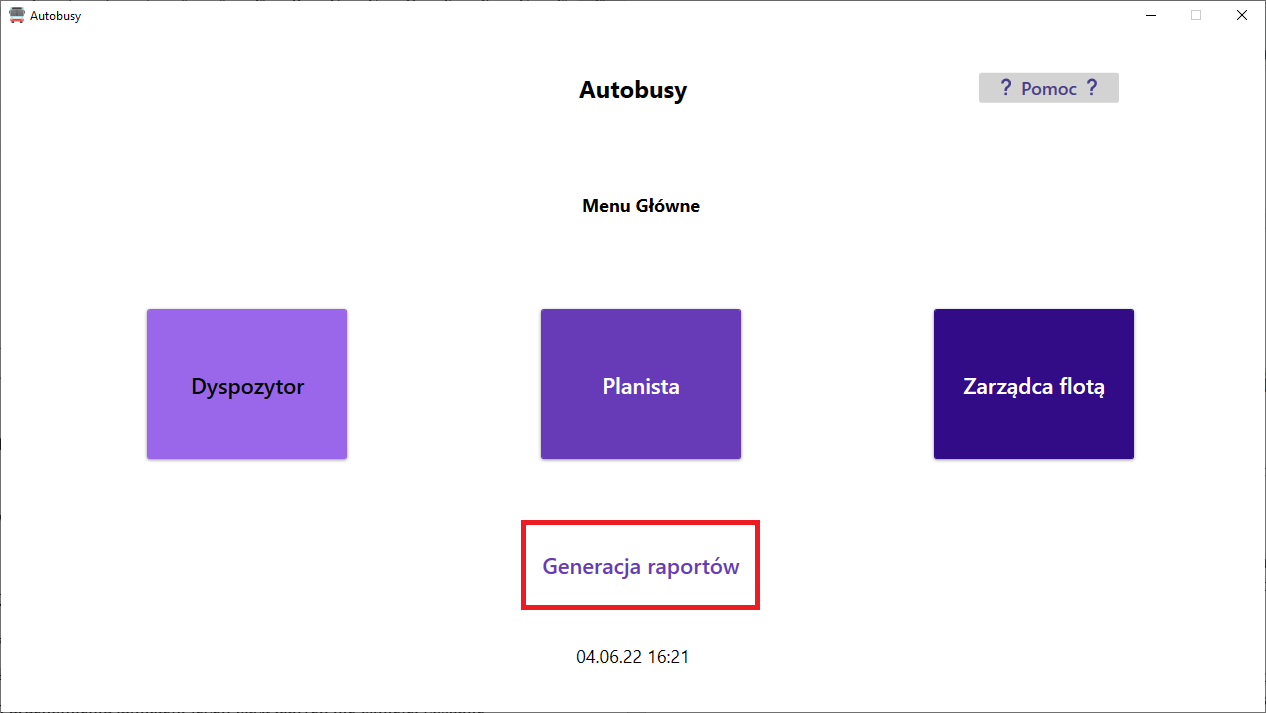 Autobusy
Autobusy
? Pomoc ?
Menu Główne
Dyspozytor
Planista
Zarządca flotą
Generacja raportów
04.06.22 16:21